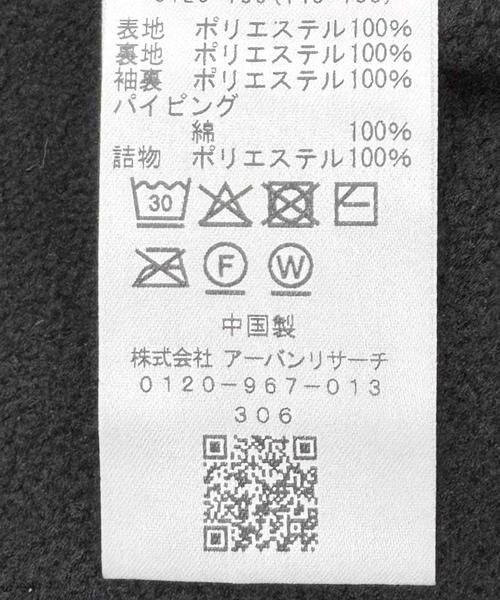 表地 ポリエステル100%
裏地 ポリエステル100%
袖裏 ポリエステル100%
パイピング
綿 100%
詰物 ポリエステル100%
30
F W
中国製
株式会社 アーバンリサーチ
0120-967-013
306